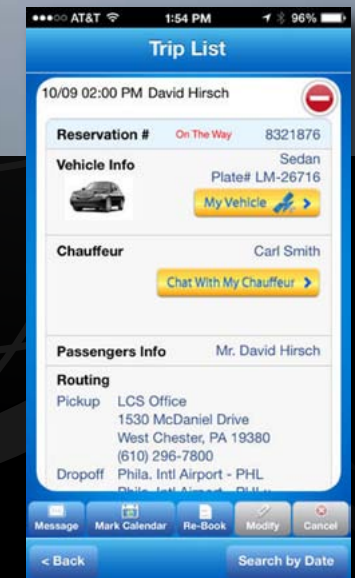 AT&T 1:54 PM 96%
Trip List
10/09 02:00 PM David Hirsch
Reservation # On The Way 8321876
Vehicle Info Sedan
Plate# LM-26716
My Vehicle >
Chauffeur Carl Smith
Chat With My Chauffeur >
Passengers Info Mr. David Hirsch
Routing
Pickup LCS Office
1530 McDaniel Drive
West Chester, PA 19380
(610) 296-7800
Dropoff Phila. Intl Airport - PHL
Message Mark Calendar Re-Book Modify Cancel
< Back Search by Date